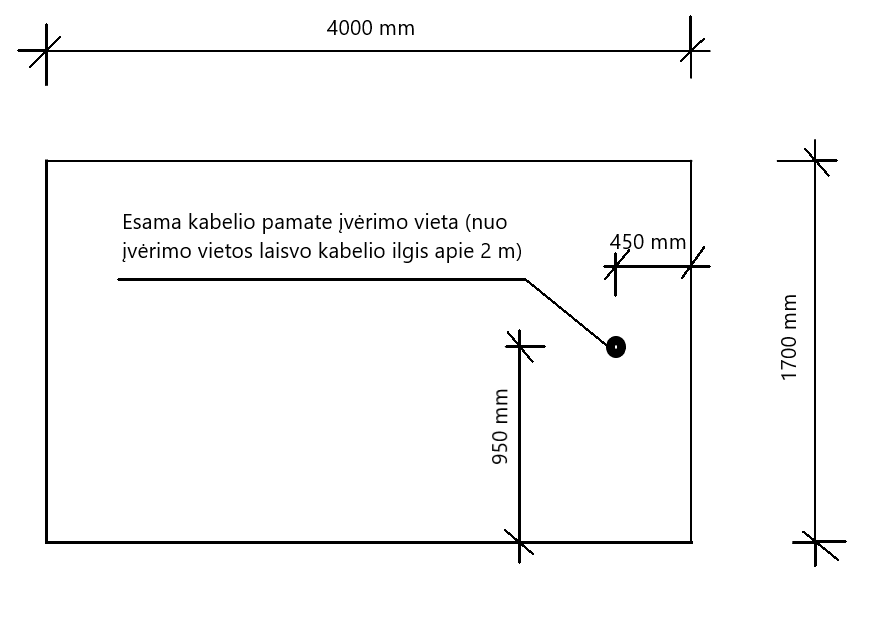 4000 mm
Esama kabelio pamate įvėrimo vieta (nuo
įvėrimo vietos laisvo kabelio ilgis apie 2 m)
450 mm
950 mm
1700 mm